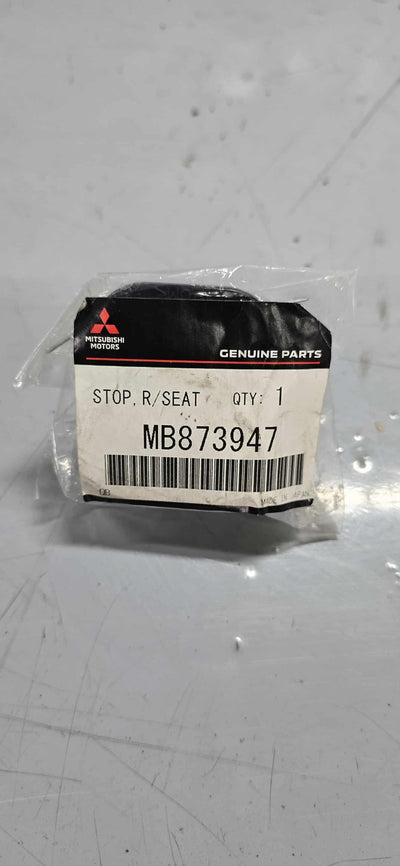 MITSUBISHI
MOTORS
GENUINE PARTS
STOP, R/SEAT QTY: 1
MB873947
MADE IN JAPAN